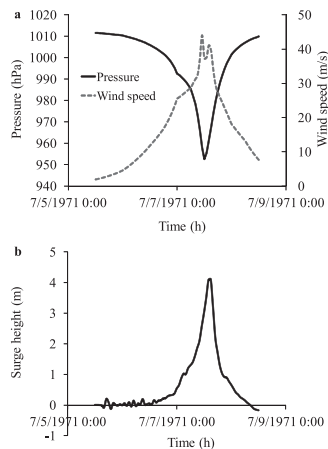 a
1020
1010
1000
990
980
970
960
950
940
Pressure (hPa)
Pressure
Wind speed
50
40
30
20
10
0
Wind speed (m/s)
7/5/1971 0:00 7/7/1971 0:00 7/9/1971 0:00
Time (h)
b
5
4
3
2
1
0
-1
Surge height (m)
7/5/1971 0:00 7/7/1971 0:00 7/9/1971 0:00
Time (h)